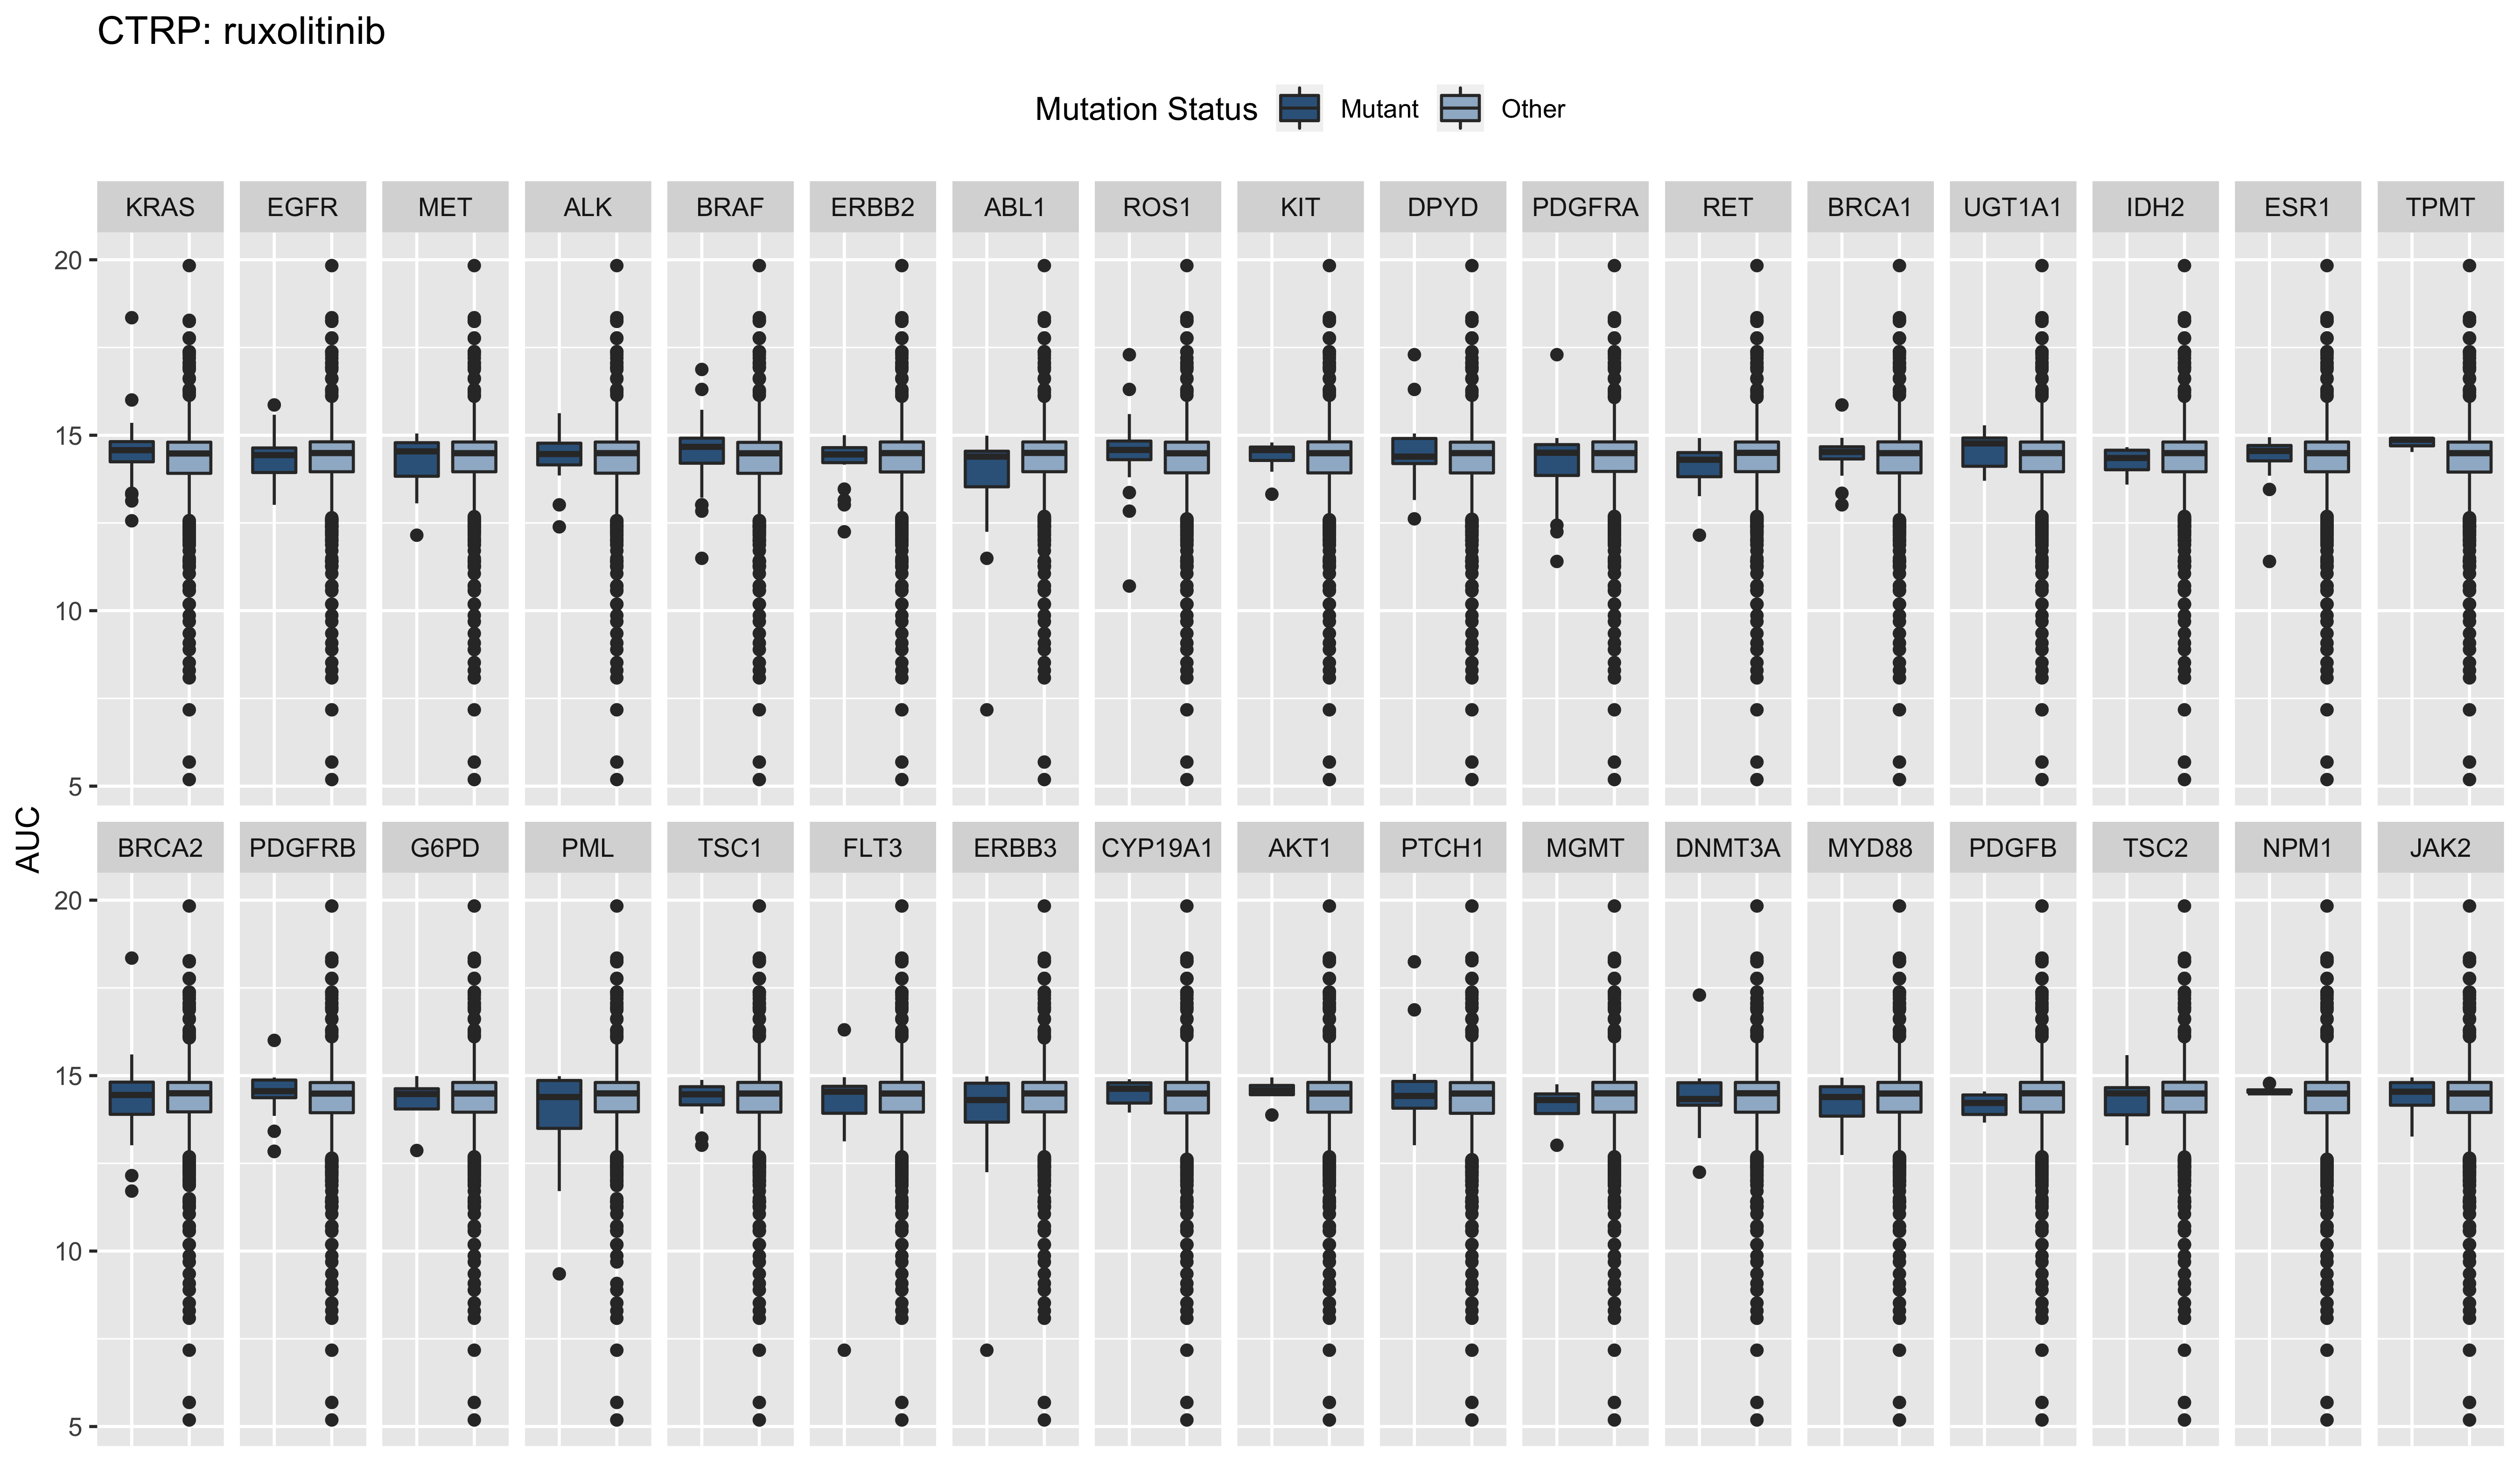 CTRP: ruxolitinib
Mutation Status Mutant Other
KRAS EGFR MET ALK BRAF ERBB2 ABL1 ROS1 KIT DPYD PDGFRA RET BRCA1 UGT1A1 IDH2 ESR1 TPMT
20
15
10
5
AUC
BRCA2 PDGFRB G6PD PML TSC1 FLT3 ERBB3 CYP19A1 AKT1 PTCH1 MGMT DNMT3A MYD88 PDGFB TSC2 NPM1 JAK2
20
15
10
5